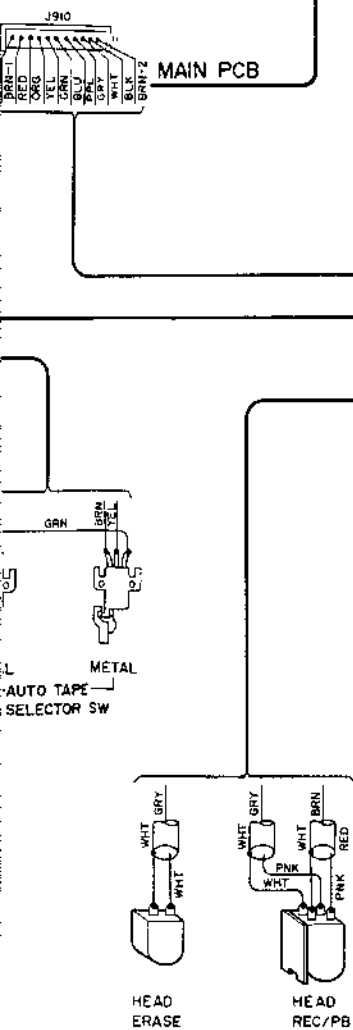 J910
BRN-1
RED
ORG
YEL
GRN
BLU
PPL
GRY
WHT
BLK
BRN-2
MAIN PCB
GRN
BRN
YEL
L
METAL
AUTO TAPE
SELECTOR SW
GRY
WHT
WHT
GRY
WHT
PNK
WHT
BRN
WHT
RED
PNK
HEAD
ERASE
HEAD
REC/PB